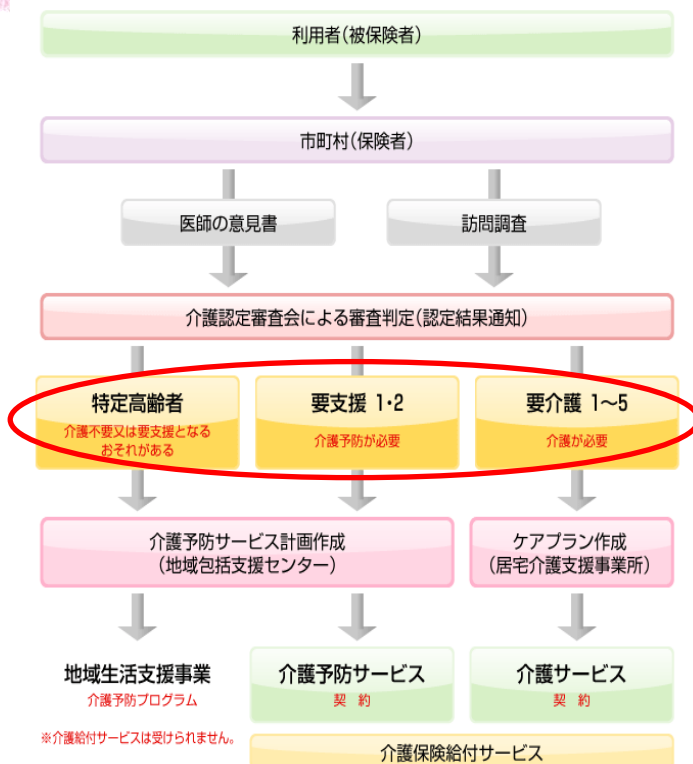 利用者(被保険者)
市町村(保険者)
医師の意見書
訪問調査
介護認定審査会による審査判定(認定結果通知)
特定高齢者
介護不要又は要支援となる
おそれがある
要支援 1・2
介護予防が必要
要介護 1〜5
介護が必要
介護予防サービス計画作成
(地域包括支援センター)
ケアプラン作成
(居宅介護支援事業所)
地域生活支援事業
介護予防プログラム
介護予防サービス
契 約
介護サービス
契 約
※介護給付サービスは受けられません。
介護保険給付サービス